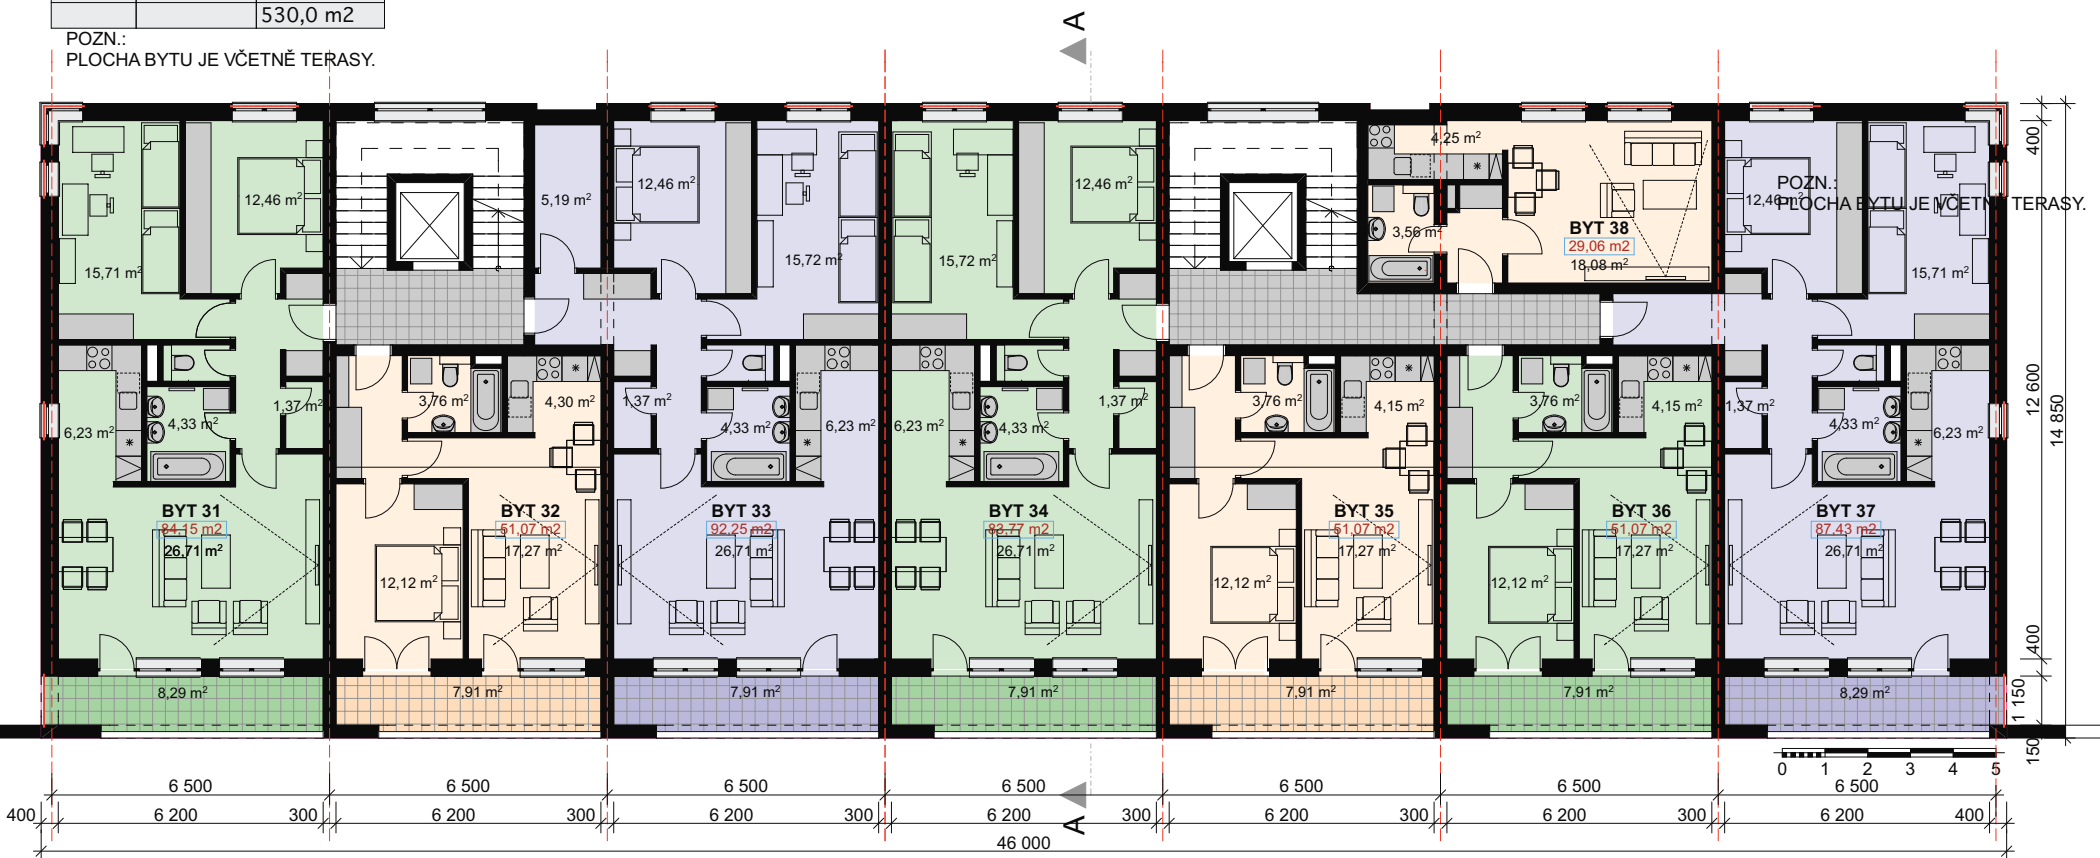 530,0 m2
POZN.:
PLOCHA BYTU JE VČETNĚ TERASY.
A
15,71 m²
12,46 m²
5,19 m²
12,46 m²
15,72 m²
15,72 m²
12,46 m²
4,25 m²
3,56 m²
BYT 38
29,06 m2
18,08 m²
12,46 m²
POZN.:
PLOCHA BYTU JE VČETNĚ TERASY.
15,71 m²
6,23 m²
4,33 m²
1,37 m²
3,76 m²
4,30 m²
1,37 m²
4,33 m²
6,23 m²
6,23 m²
4,33 m²
1,37 m²
3,76 m²
4,15 m²
3,76 m²
4,15 m²
1,37 m²
4,33 m²
6,23 m²
BYT 31
84,15 m2
26,71 m²
BYT 32
51,07 m2
17,27 m²
12,12 m²
BYT 33
92,25 m2
26,71 m²
BYT 34
83,77 m2
26,71 m²
BYT 35
51,07 m2
17,27 m²
12,12 m²
BYT 36
51,07 m2
17,27 m²
12,12 m²
BYT 37
87,43 m2
26,71 m²
8,29 m²
7,91 m²
7,91 m²
7,91 m²
7,91 m²
7,91 m²
8,29 m²
400
12 600
14 850
400
1 150
150
0 1 2 3 4 5
6 500 6 500 6 500 6 500 6 500 6 500 6 500
400 6 200 300 6 200 300 6 200 300 6 200 300 6 200 300 6 200 300 6 200 400
A
46 000